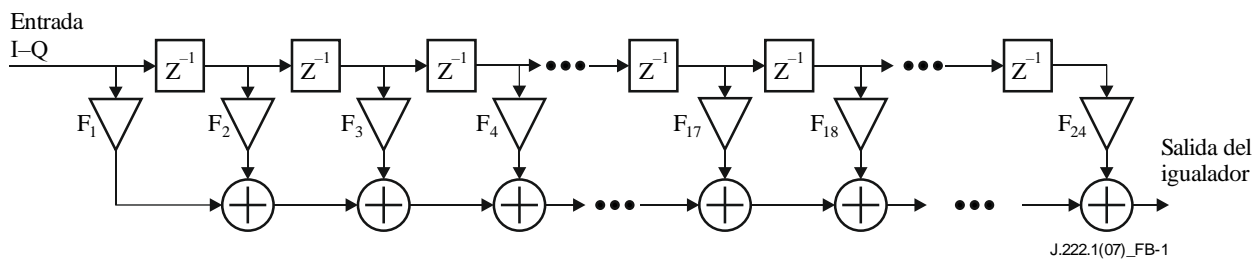 Entrada
I–Q
Z⁻¹ Z⁻¹ Z⁻¹ Z⁻¹ Z⁻¹ Z⁻¹
F₁ F₂ F₃ F₄ F₁₇ F₁₈ F₂₄
Salida del
igualador
J.222.1(07)_FB-1